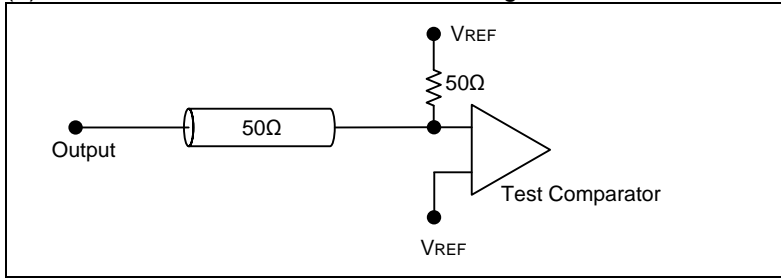 VREF
50Ω
50Ω
Output
Test Comparator
VREF